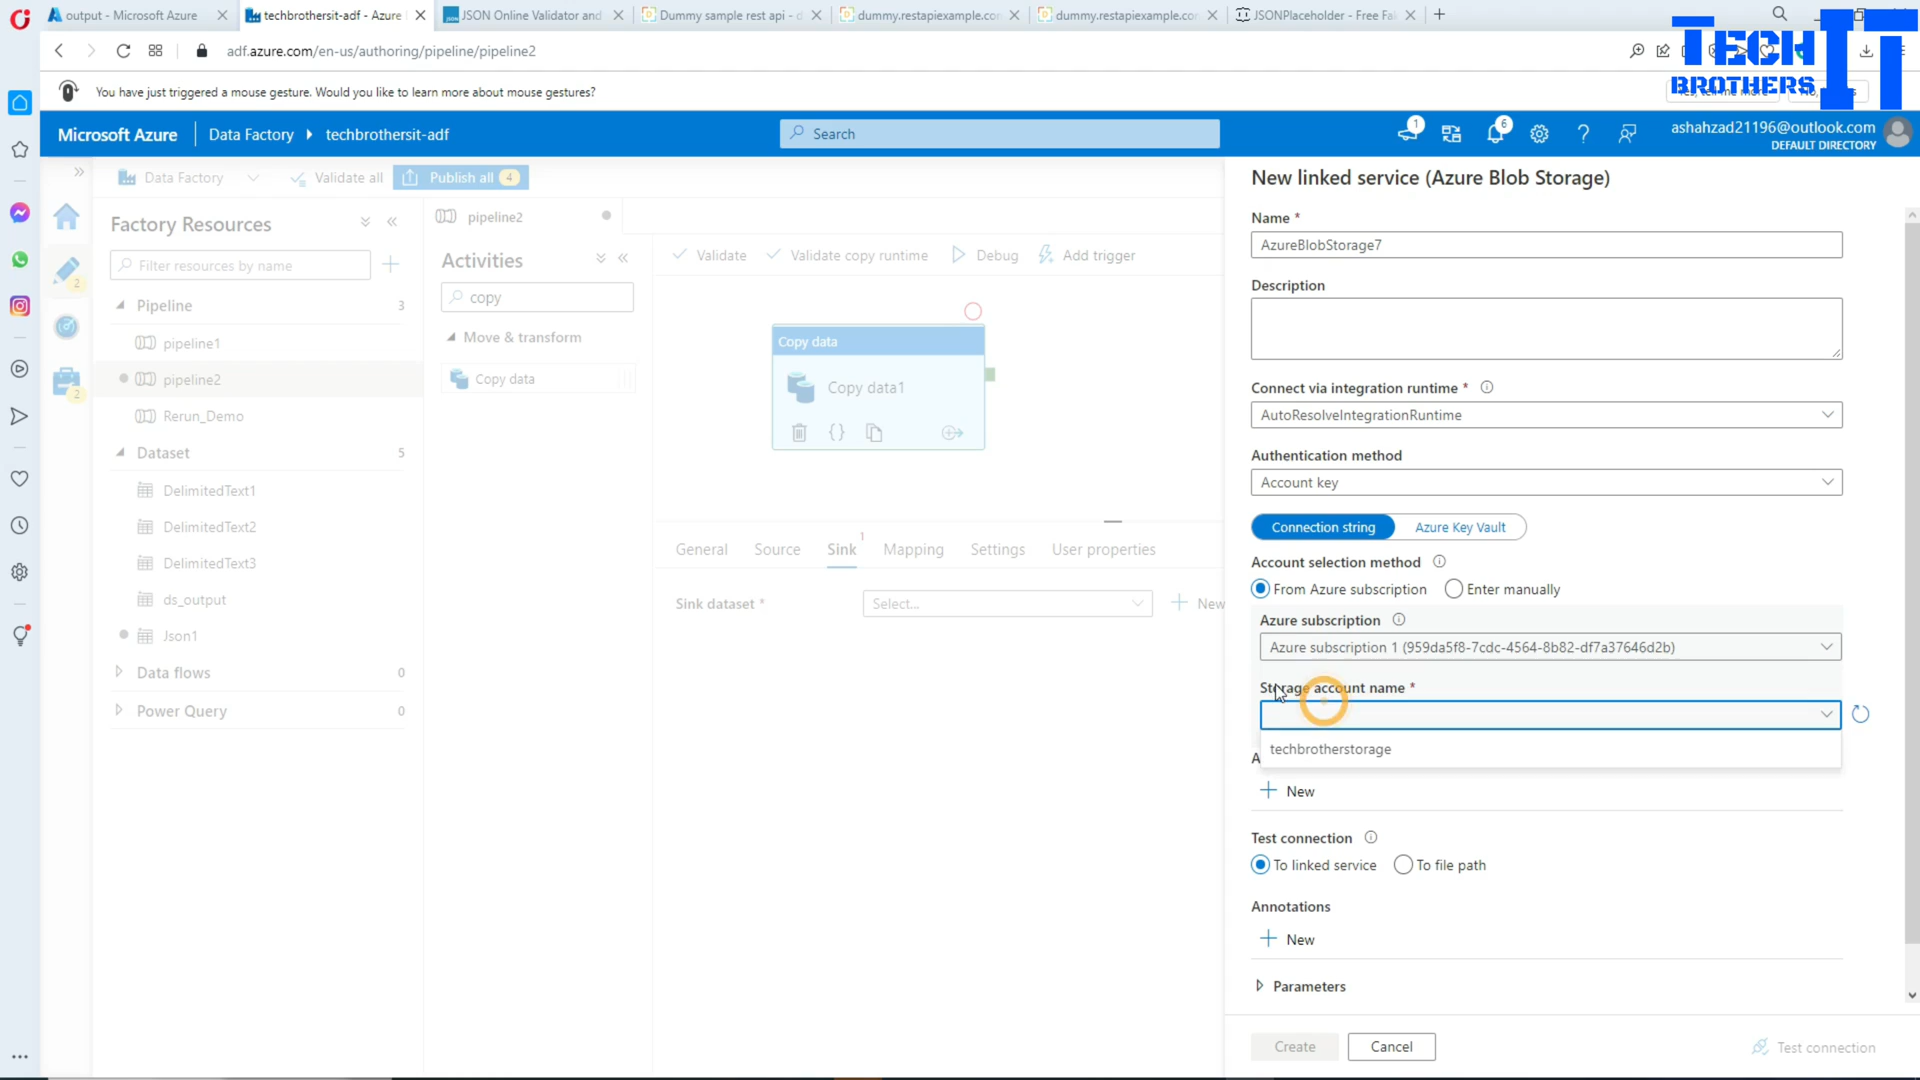 output - Microsoft Azure
techbrothersit-adf - Azure
JSON Online Validator and
Dummy sample rest api - d
dummy.restapiexample.co
dummy.restapiexample.co
JSONPlaceholder - Free Fa
adf.azure.com/en-us/authoring/pipeline/pipeline2
TECH IT
BROTHERS
You have just triggered a mouse gesture. Would you like to learn more about mouse gestures?
Microsoft Azure
Data Factory
techbrothersit-adf
Search
1
6
ashahzad21196@outlook.com
DEFAULT DIRECTORY
Data Factory
Validate all
Publish all 4
New linked service (Azure Blob Storage)
Factory Resources
pipeline2
Name *
AzureBlobStorage7
Activities
Validate
Validate copy runtime
Debug
Add trigger
Filter resources by name
2
copy
Description
Pipeline 3
Move & transform
pipeline1
Copy data
Copy data
Copy data1
pipeline2
2
Rerun_Demo
Connect via integration runtime *
AutoResolveIntegrationRuntime
Dataset 5
Authentication method
Account key
DelimitedText1
DelimitedText2
DelimitedText3
ds_output
Json1
Data flows 0
Power Query 0
General
Source
Sink 1
Mapping
Settings
User properties
Sink dataset *
Select...
New
Connection string
Azure Key Vault
Account selection method
From Azure subscription
Enter manually
Azure subscription
Azure subscription 1 (959da5f8-7cdc-4564-8b82-df7a37646d2b)
Storage account name *
techbrotherstorage
A
New
Test connection
To linked service
To file path
Annotations
New
Parameters
Create
Cancel
Test connection